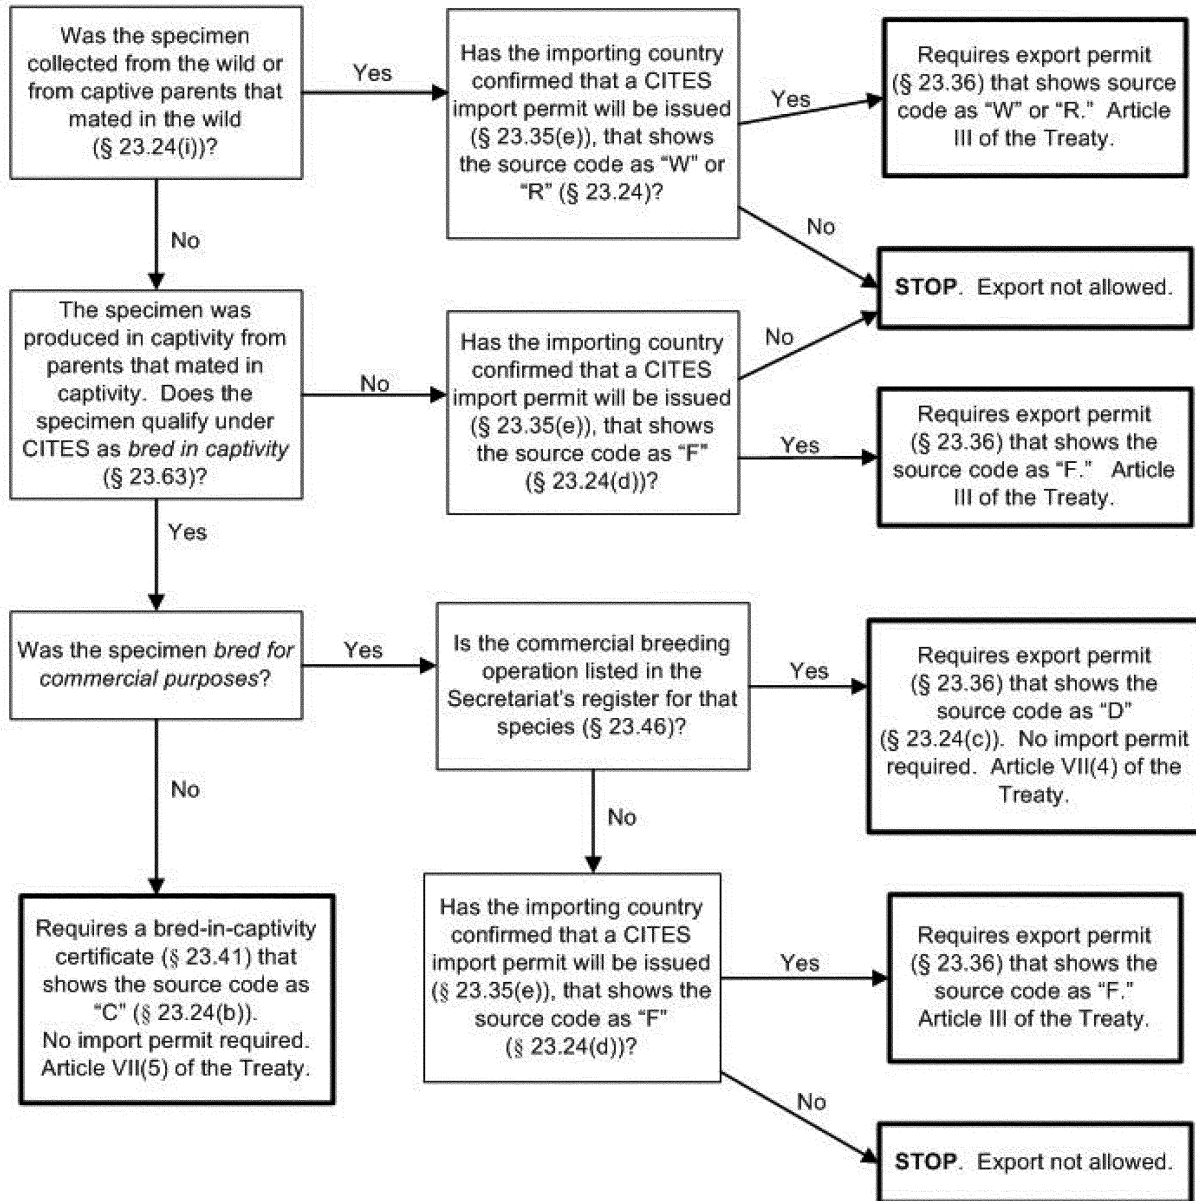 Was the specimen
collected from the wild or
from captive parents that
mated in the wild
(§ 23.24(i))?
Yes
Has the importing country
confirmed that a CITES
import permit will be issued
(§ 23.35(e)), that shows
the source code as “W” or
“R” (§ 23.24)?
Yes
Requires export permit
(§ 23.36) that shows source
code as “W” or “R.” Article
III of the Treaty.
No
No
STOP. Export not allowed.
The specimen was
produced in captivity from
parents that mated in
captivity. Does the
specimen qualify under
CITES as bred in captivity
(§ 23.63)?
No
Has the importing country
confirmed that a CITES
import permit will be issued
(§ 23.35(e)), that shows
the source code as “F”
(§ 23.24(d))?
No
Yes
Requires export permit
(§ 23.36) that shows the
source code as “F.” Article
III of the Treaty.
Yes
Was the specimen bred for
commercial purposes?
Yes
Is the commercial breeding
operation listed in the
Secretariat’s register for that
species (§ 23.46)?
Yes
Requires export permit
(§ 23.36) that shows the
source code as “D”
(§ 23.24(c)). No import permit
required. Article VII(4) of the
Treaty.
No
No
Requires a bred-in-captivity
certificate (§ 23.41) that
shows the source code as
“C” (§ 23.24(b)).
No import permit required.
Article VII(5) of the Treaty.
Has the importing country
confirmed that a CITES
import permit will be issued
(§ 23.35(e)), that shows the
source code as “F”
(§ 23.24(d))?
Yes
Requires export permit
(§ 23.36) that shows the
source code as “F.”
Article III of the Treaty.
No
STOP. Export not allowed.